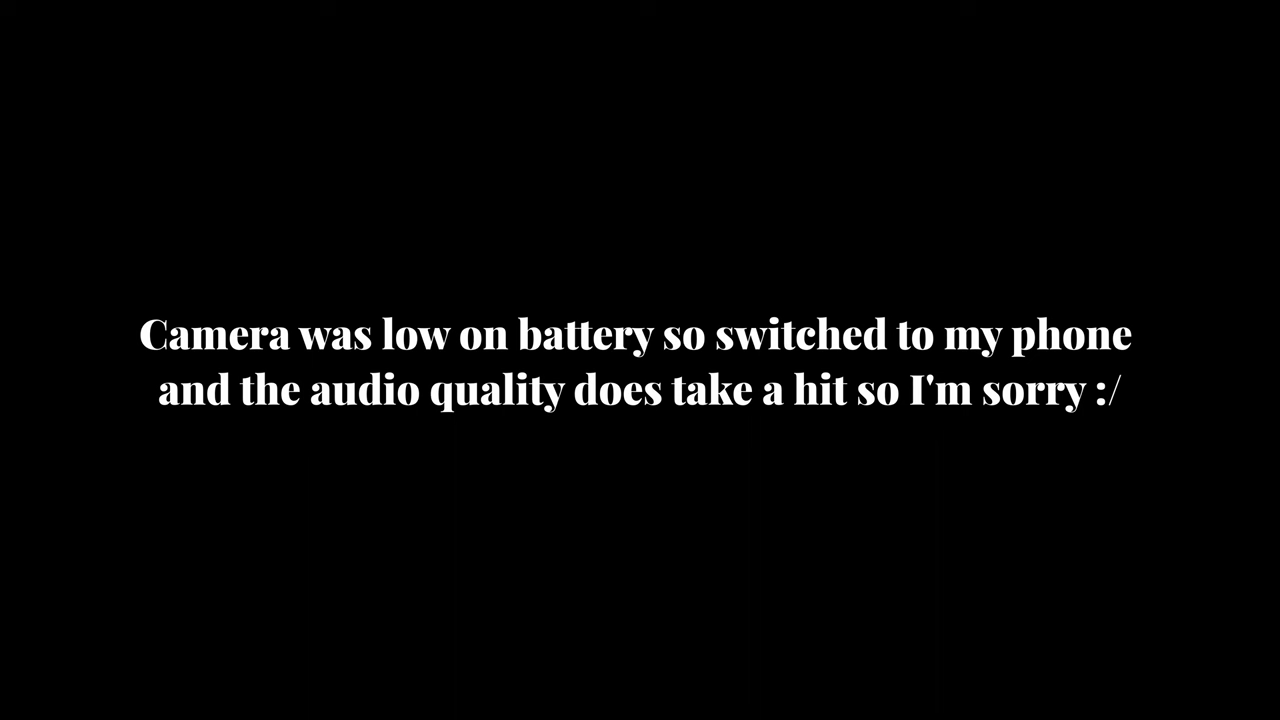 Camera was low on battery so switched to my phone
and the audio quality does take a hit so I'm sorry :/